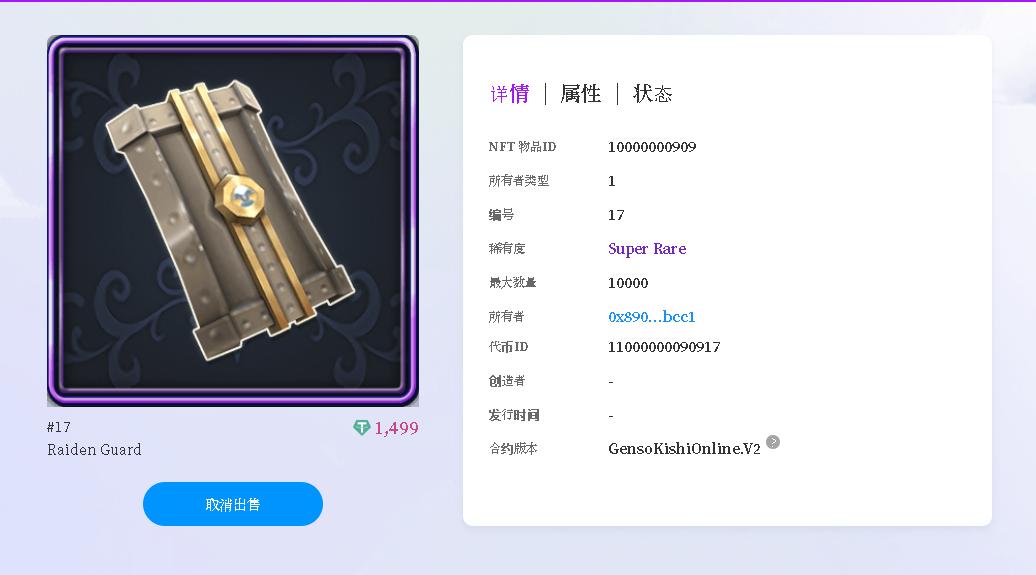 #17
1,499
Raiden Guard
取消出售
详情 | 属性 | 状态
NFT 物品ID 10000000909
所有者类型 1
编号 17
稀有度 Super Rare
最大数量 10000
所有者 0x890...bcc1
代币ID 11000000090917
创造者 -
发行时间 -
合约版本 GensoKishiOnline.V2